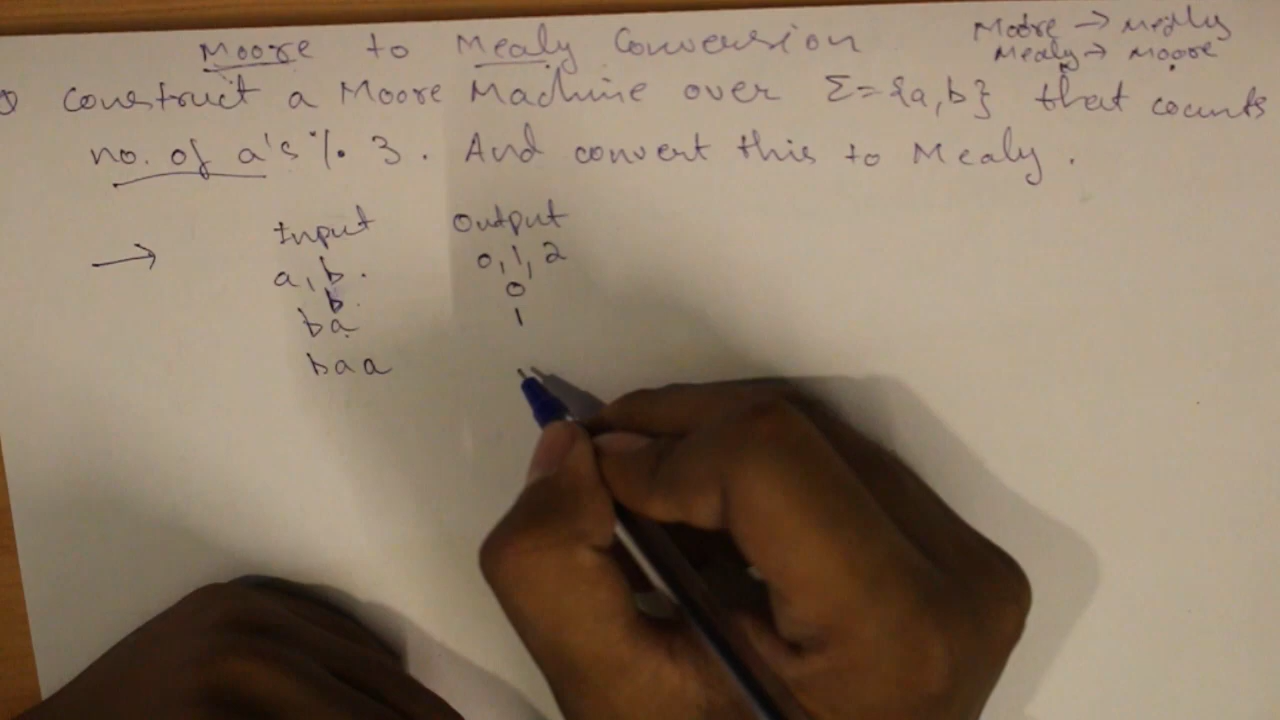 Moore to Mealy Conversion
Moore → Mealy
Mealy → Moore
Q Construct a Moore Machine over Σ={a,b} that counts
no. of a's % 3. And convert this to Mealy.
→ Input Output
a,b. 0,1,2
b. 0
ba 1
baa